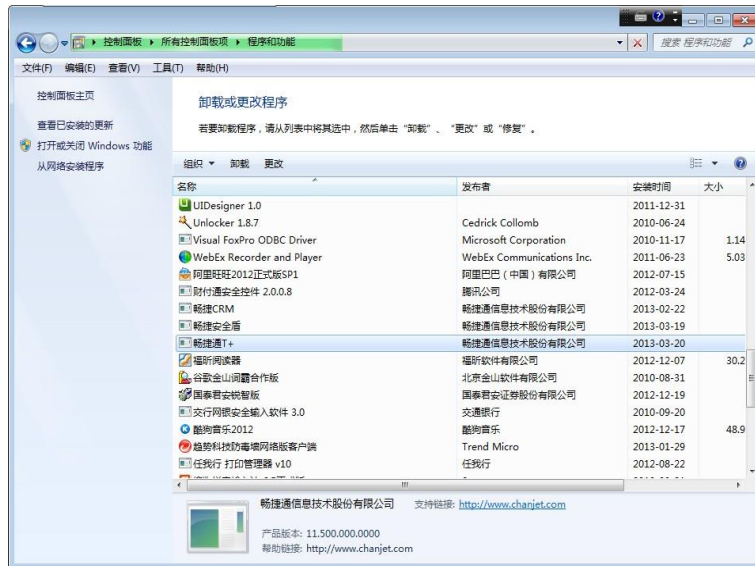 控制面板 ▸ 所有控制面板项 ▸ 程序和功能
搜索 程序和功能
文件(F) 编辑(E) 查看(V) 工具(T) 帮助(H)
控制面板主页
查看已安装的更新
打开或关闭 Windows 功能
从网络安装程序
卸载或更改程序
若要卸载程序，请从列表中将其选中，然后单击“卸载”、“更改”或“修复”。
组织 卸载 更改
名称 发布者 安装时间 大小
UIDesigner 1.0 2011-12-31
Unlocker 1.8.7 Cedrick Collomb 2010-06-24
Visual FoxPro ODBC Driver Microsoft Corporation 2010-11-17 1.14
WebEx Recorder and Player WebEx Communications Inc. 2011-06-23 5.03
阿里旺旺2012正式版SP1 阿里巴巴（中国）有限公司 2012-07-15
财付通安全控件 2.0.0.8 腾讯公司 2012-03-24
畅捷CRM 畅捷通信息技术股份有限公司 2013-02-22
畅捷安全盾 畅捷通信息技术股份有限公司 2013-03-19
畅捷通T+ 畅捷通信息技术股份有限公司 2013-03-20
福昕阅读器 福昕软件有限公司 2012-12-07 30.2
谷歌金山词霸合作版 北京金山软件有限公司 2010-08-31
国泰君安锐智版 国泰君安证券股份有限公司 2012-12-19
交行网银安全输入软件 3.0 交通银行 2010-09-20
酷狗音乐2012 酷狗音乐 2012-12-17 48.9
趋势科技防毒墙网络版客户端 Trend Micro 2013-01-29
任我行 打印管理器 v10 任我行 2012-08-22
畅捷通信息技术股份有限公司 支持链接: http://www.chanjet.com
产品版本: 11.500.000.0000
帮助链接: http://www.chanjet.com